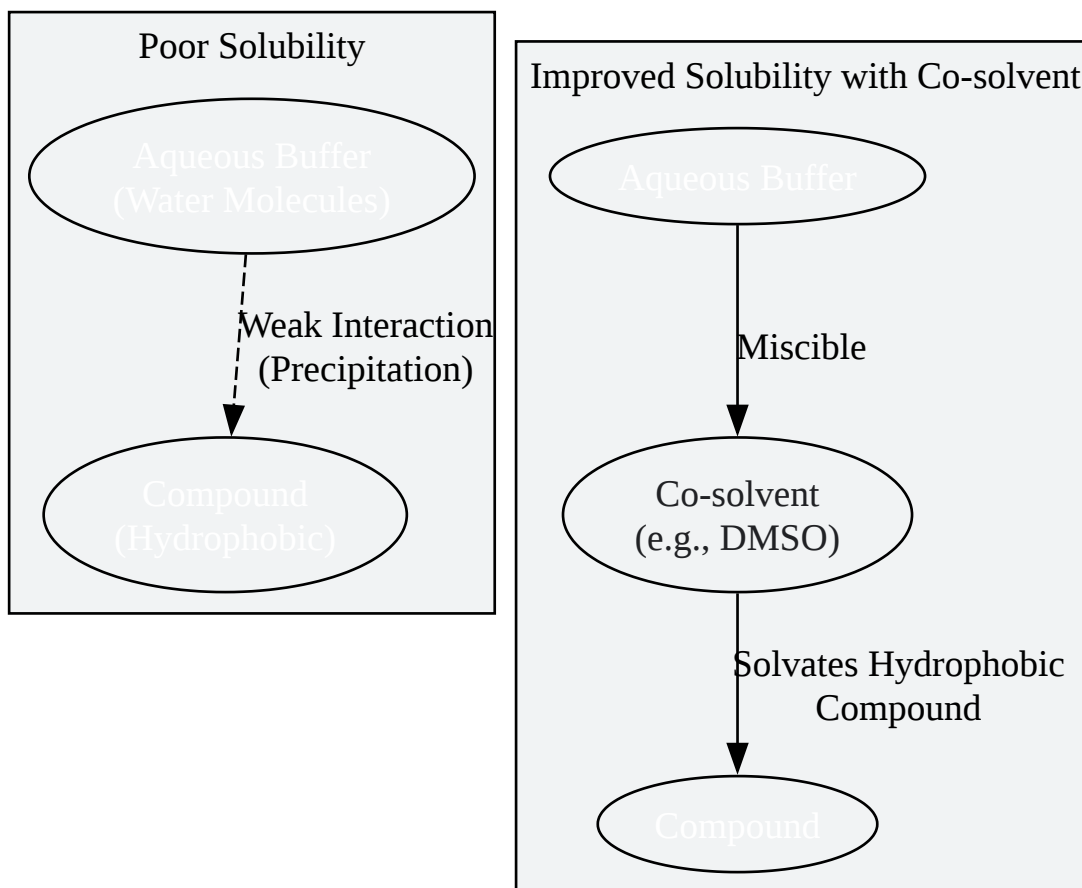 Poor Solubility
Aqueous Buffer
(Water Molecules)
Weak Interaction
(Precipitation)
Compound
(Hydrophobic)
Improved Solubility with Co-solvent
Aqueous Buffer
Miscible
Co-solvent
(e.g., DMSO)
Solvates Hydrophobic
Compound
Compound